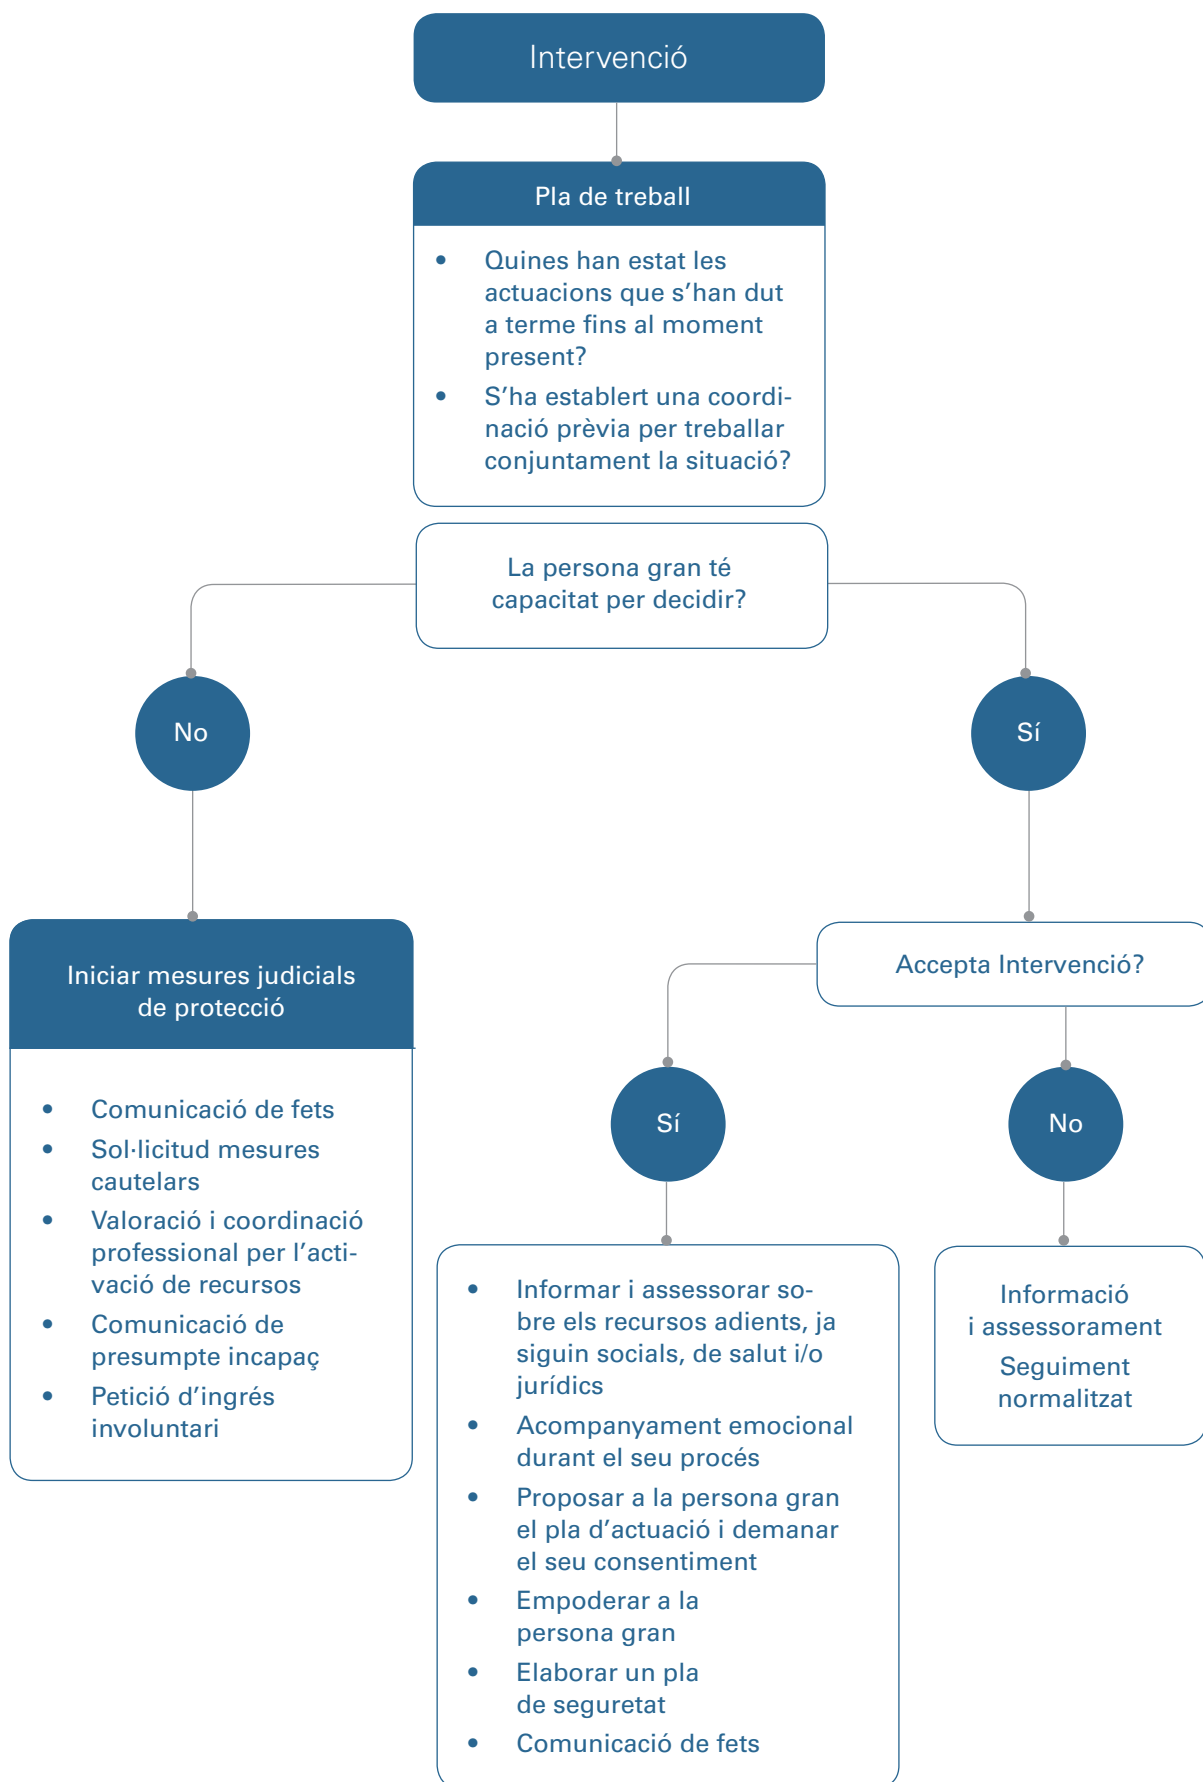 Intervenció
Pla de treball
• Quines han estat les
actuacions que s'han dut
a terme fins al moment
present?
• S'ha establert una coordi-
nació prèvia per treballar
conjuntament la situació?
La persona gran té
capacitat per decidir?
No
Sí
Iniciar mesures judicials
de protecció
• Comunicació de fets
• Sol·licitud mesures
cautelars
• Valoració i coordinació
professional per l'acti-
vació de recursos
• Comunicació de
presumpte incapaç
• Petició d'ingrés
involuntari
Accepta Intervenció?
Sí
No
• Informar i assessorar so-
bre els recursos adients, ja
siguin socials, de salut i/o
jurídics
• Acompanyament emocional
durant el seu procés
• Proposar a la persona gran
el pla d'actuació i demanar
el seu consentiment
• Empoderar a la
persona gran
• Elaborar un pla
de seguretat
• Comunicació de fets
Informació
i assessorament
Seguiment
normalitzat